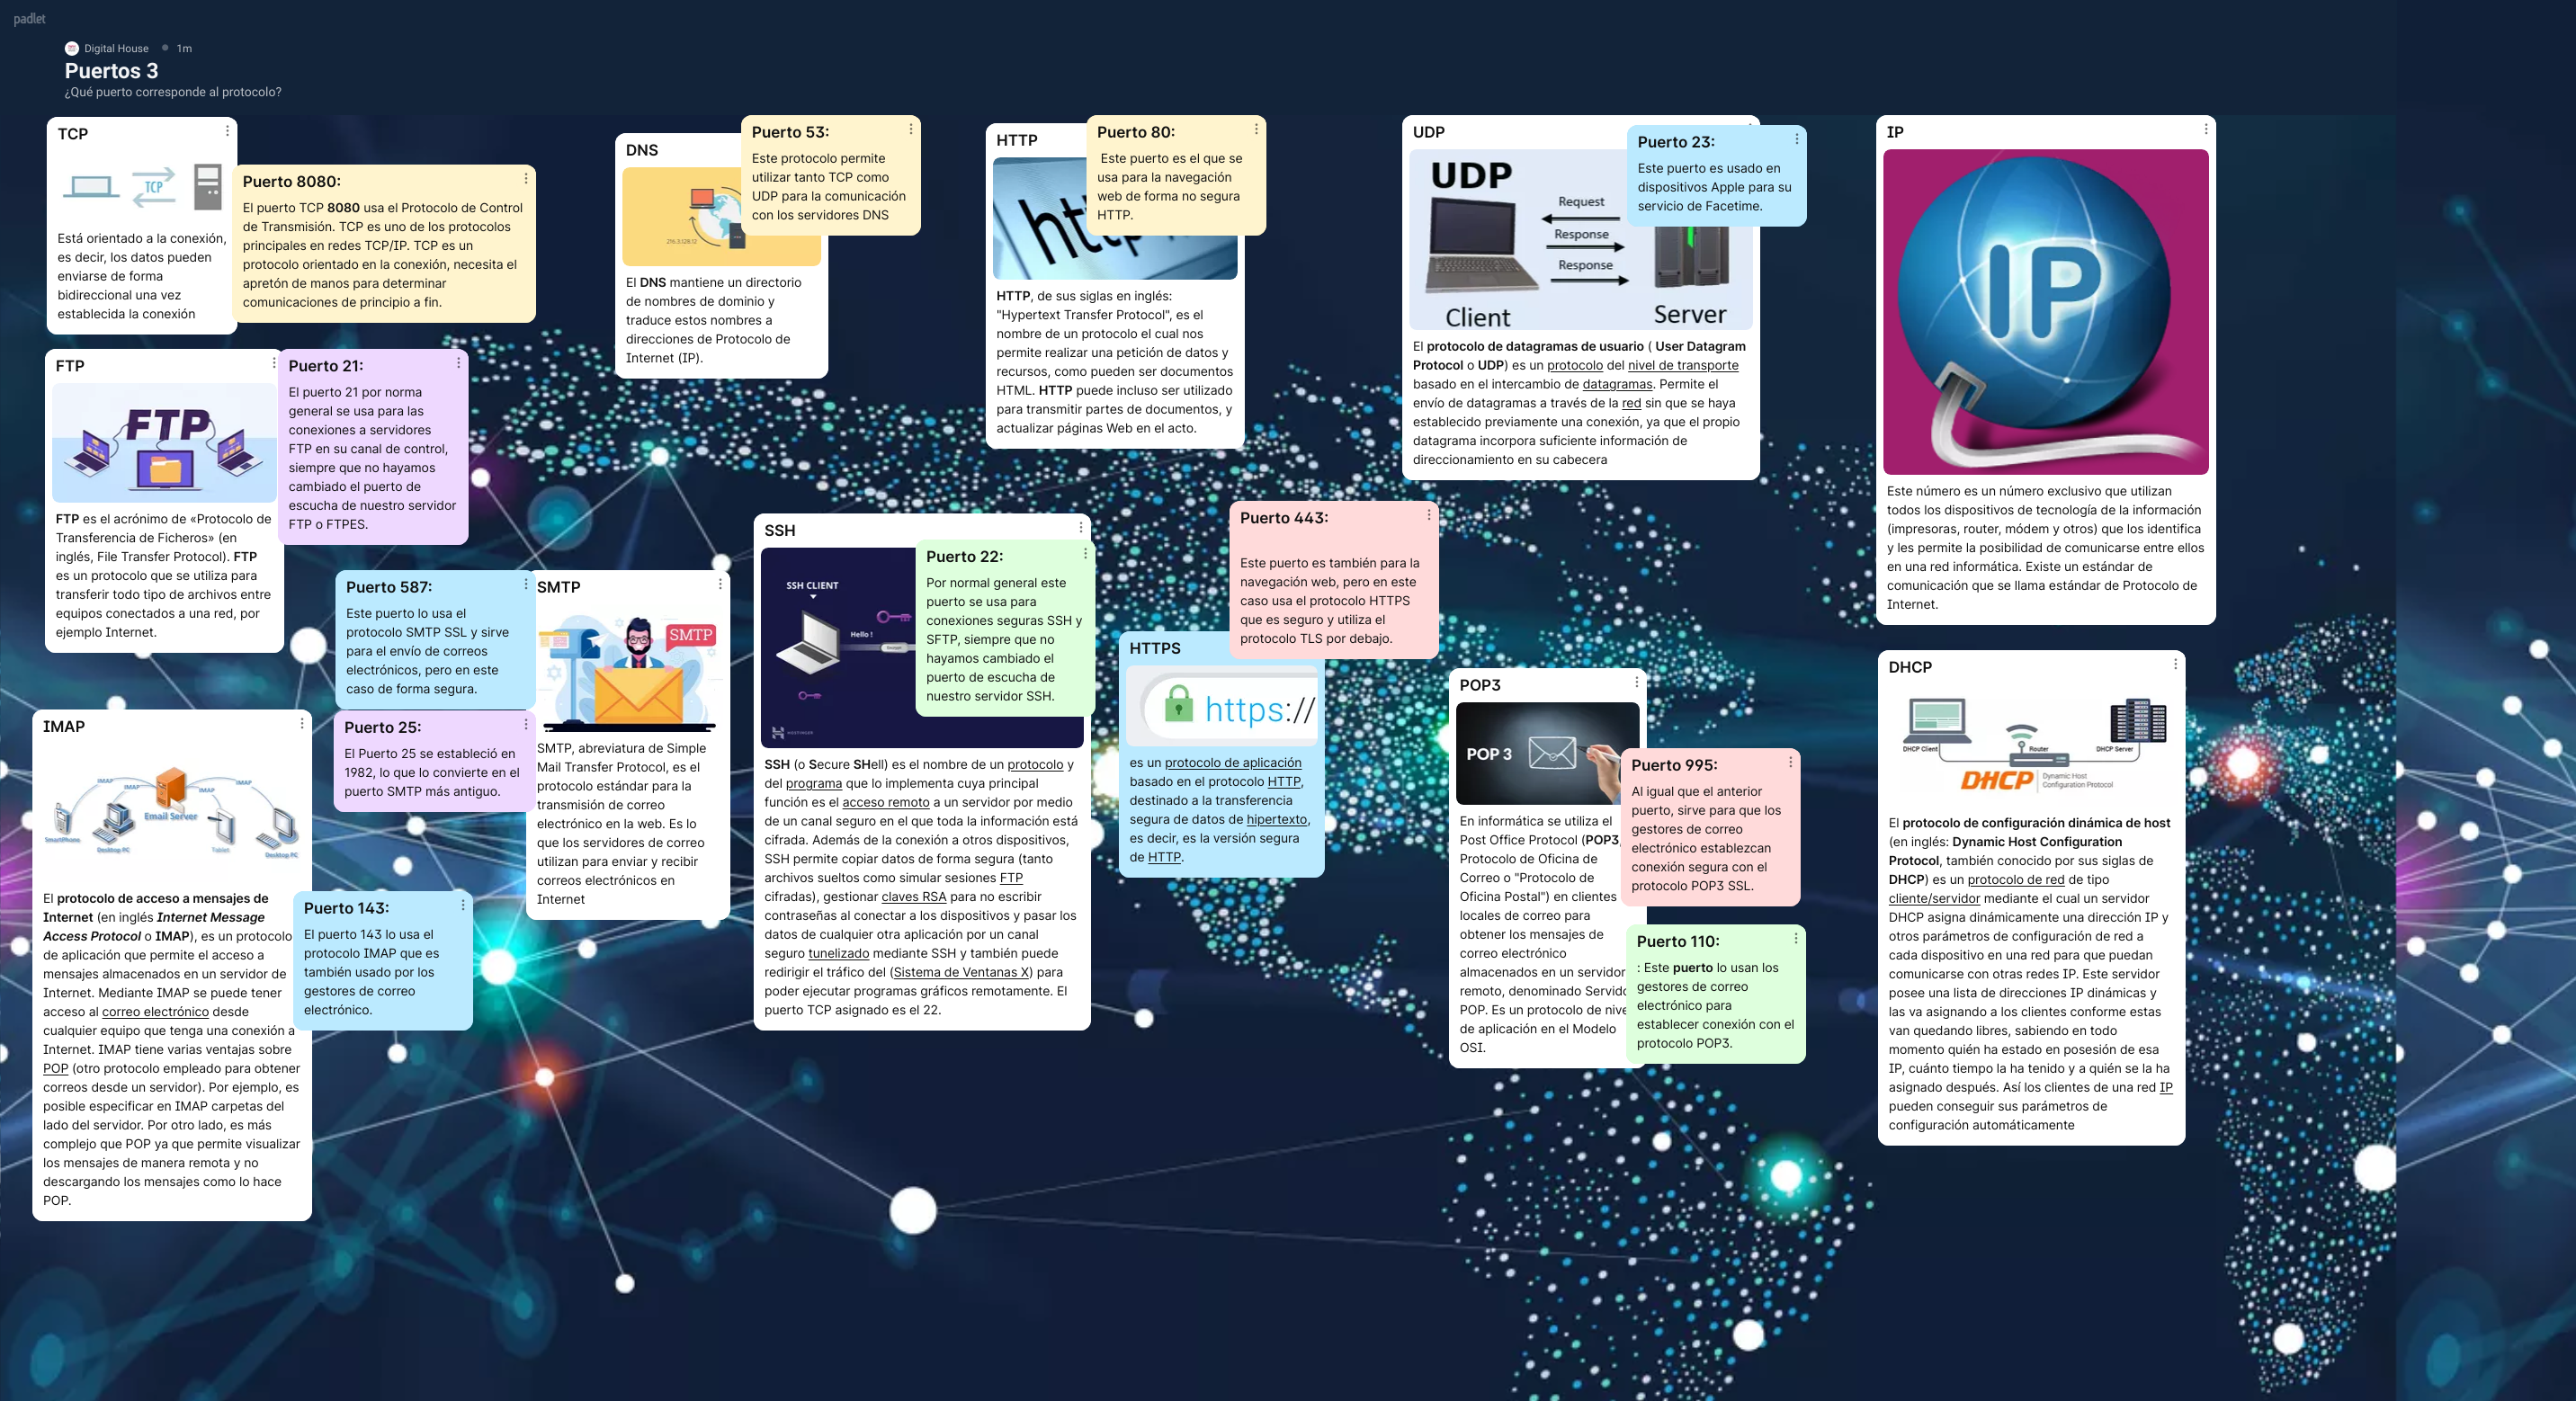 padlet
Digital House • 1m
Puertos 3
¿Qué puerto corresponde al protocolo?
TCP
TCP
Está orientado a la conexión,
es decir, los datos pueden
enviarse de forma
bidireccional una vez
establecida la conexión
Puerto 8080:
El puerto TCP 8080 usa el Protocolo de Control
de Transmisión. TCP es uno de los protocolos
principales en redes TCP/IP. TCP es un
protocolo orientado en la conexión, necesita el
apretón de manos para determinar
comunicaciones de principio a fin.
DNS
216.3.128.12
El DNS mantiene un directorio
de nombres de dominio y
traduce estos nombres a
direcciones de Protocolo de
Internet (IP).
Puerto 53:
Este protocolo permite
utilizar tanto TCP como
UDP para la comunicación
con los servidores DNS
HTTP
http
HTTP, de sus siglas en inglés:
"Hypertext Transfer Protocol", es el
nombre de un protocolo el cual nos
permite realizar una petición de datos y
recursos, como pueden ser documentos
HTML. HTTP puede incluso ser utilizado
para transmitir partes de documentos, y
actualizar páginas Web en el acto.
Puerto 80:
Este puerto es el que se
usa para la navegación
web de forma no segura
HTTP.
UDP
UDP
Request
Response
Response
Client
Server
El protocolo de datagramas de usuario ( User Datagram
Protocol o UDP) es un protocolo del nivel de transporte
basado en el intercambio de datagramas. Permite el
envío de datagramas a través de la red sin que se haya
establecido previamente una conexión, ya que el propio
datagrama incorpora suficiente información de
direccionamiento en su cabecera
Puerto 23:
Este puerto es usado en
dispositivos Apple para su
servicio de Facetime.
IP
IP
Este número es un número exclusivo que utilizan
todos los dispositivos de tecnología de la información
(impresoras, router, módem y otros) que los identifica
y les permite la posibilidad de comunicarse entre ellos
en una red informática. Existe un estándar de
comunicación que se llama estándar de Protocolo de
Internet.
FTP
FTP
FTP es el acrónimo de «Protocolo de
Transferencia de Ficheros» (en
inglés, File Transfer Protocol). FTP
es un protocolo que se utiliza para
transferir todo tipo de archivos entre
equipos conectados a una red, por
ejemplo Internet.
Puerto 21:
El puerto 21 por norma
general se usa para las
conexiones a servidores
FTP en su canal de control,
siempre que no hayamos
cambiado el puerto de
escucha de nuestro servidor
FTP o FTPES.
Puerto 587:
Este puerto lo usa el
protocolo SMTP SSL y sirve
para el envío de correos
electrónicos, pero en este
caso de forma segura.
SMTP
SMTP
SMTP, abreviatura de Simple
Mail Transfer Protocol, es el
protocolo estándar para la
transmisión de correo
electrónico en la web. Es lo
que los servidores de correo
utilizan para enviar y recibir
correos electrónicos en
Internet
Puerto 25:
El Puerto 25 se estableció en
1982, lo que lo convierte en el
puerto SMTP más antiguo.
SSH
SSH CLIENT
Hello !
SSH (o Secure SHell) es el nombre de un protocolo y
del programa que lo implementa cuya principal
función es el acceso remoto a un servidor por medio
de un canal seguro en el que toda la información está
cifrada. Además de la conexión a otros dispositivos,
SSH permite copiar datos de forma segura (tanto
archivos sueltos como simular sesiones FTP
cifradas), gestionar claves RSA para no escribir
contraseñas al conectar a los dispositivos y pasar los
datos de cualquier otra aplicación por un canal
seguro tunelizado mediante SSH y también puede
redirigir el tráfico del (Sistema de Ventanas X) para
poder ejecutar programas gráficos remotamente. El
puerto TCP asignado es el 22.
Puerto 22:
Por normal general este
puerto se usa para
conexiones seguras SSH y
SFTP, siempre que no
hayamos cambiado el
puerto de escucha de
nuestro servidor SSH.
Puerto 443:
Este puerto es también para la
navegación web, pero en este
caso usa el protocolo HTTPS
que es seguro y utiliza el
protocolo TLS por debajo.
HTTPS
https://
es un protocolo de aplicación
basado en el protocolo HTTP,
destinado a la transferencia
segura de datos de hipertexto,
es decir, es la versión segura
de HTTP.
POP3
POP 3
En informática se utiliza el
Post Office Protocol (POP3,
Protocolo de Oficina de
Correo o "Protocolo de
Oficina Postal") en clientes
locales de correo para
obtener los mensajes de
correo electrónico
almacenados en un servidor
remoto, denominado Servido
POP. Es un protocolo de nive
de aplicación en el Modelo
OSI.
Puerto 995:
Al igual que el anterior
puerto, sirve para que los
gestores de correo
electrónico establezcan
conexión segura con el
protocolo POP3 SSL.
Puerto 110:
: Este puerto lo usan los
gestores de correo
electrónico para
establecer conexión con el
protocolo POP3.
DHCP
DHCP Client
Router
DHCP Server
DHCP Dynamic Host
Configuration Protocol
El protocolo de configuración dinámica de host
(en inglés: Dynamic Host Configuration
Protocol, también conocido por sus siglas de
DHCP) es un protocolo de red de tipo
cliente/servidor mediante el cual un servidor
DHCP asigna dinámicamente una dirección IP y
otros parámetros de configuración de red a
cada dispositivo en una red para que puedan
comunicarse con otras redes IP. Este servidor
posee una lista de direcciones IP dinámicas y
las va asignando a los clientes conforme estas
van quedando libres, sabiendo en todo
momento quién ha estado en posesión de esa
IP, cuánto tiempo la ha tenido y a quién se la ha
asignado después. Así los clientes de una red IP
pueden conseguir sus parámetros de
configuración automáticamente
IMAP
IMAP
IMAP
IMAP
IMAP
Email Server
SmartPhone
Desktop PC
Tablet
Desktop PC
El protocolo de acceso a mensajes de
Internet (en inglés Internet Message
Access Protocol o IMAP), es un protocolo
de aplicación que permite el acceso a
mensajes almacenados en un servidor de
Internet. Mediante IMAP se puede tener
acceso al correo electrónico desde
cualquier equipo que tenga una conexión a
Internet. IMAP tiene varias ventajas sobre
POP (otro protocolo empleado para obtener
correos desde un servidor). Por ejemplo, es
posible especificar en IMAP carpetas del
lado del servidor. Por otro lado, es más
complejo que POP ya que permite visualizar
los mensajes de manera remota y no
descargando los mensajes como lo hace
POP.
Puerto 143:
El puerto 143 lo usa el
protocolo IMAP que es
también usado por los
gestores de correo
electrónico.